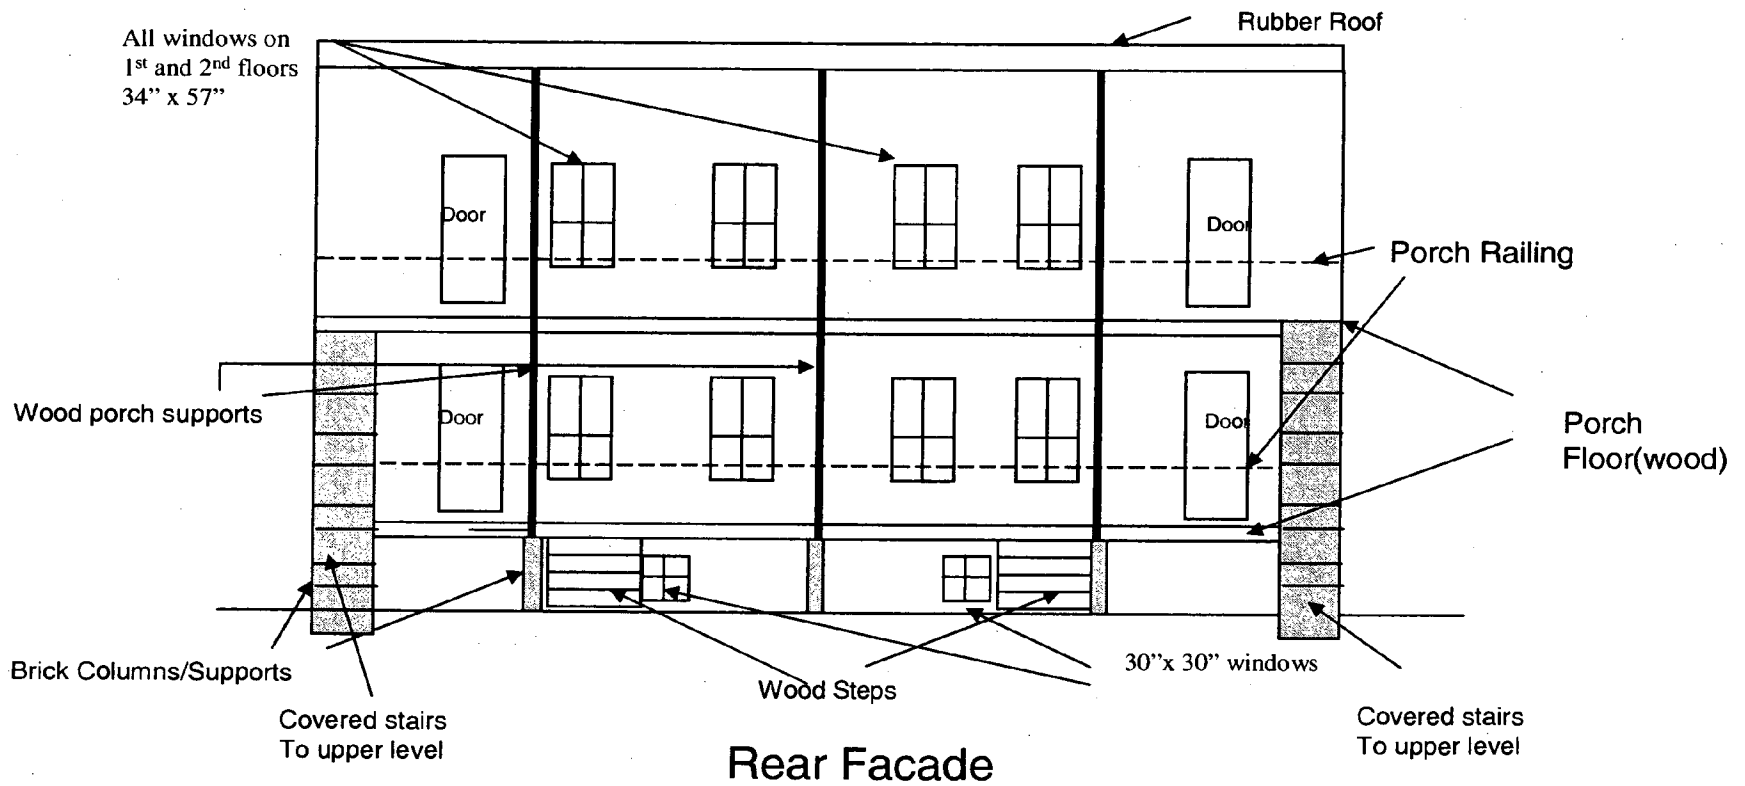 Rubber Roof
All windows on
1st and 2nd floors
34” x 57”
Door
Door
Porch Railing
Wood porch supports
Door
Door
Porch
Floor(wood)
Brick Columns/Supports
30”x 30” windows
Wood Steps
Covered stairs
To upper level
Covered stairs
To upper level
Rear Facade